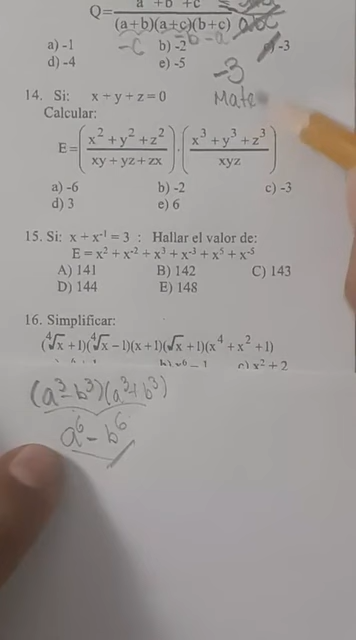 Q= a +b +c
(a+b)(a+c)(b+c)
a) -1 b) -2 c) -3
d) -4 e) -5
-c -b -a
-3
Mate
14. Si: x + y + z = 0
Calcular:
E = ( x² + y² + z² / xy + yz + zx ) . ( x³ + y³ + z³ / xyz )
a) -6 b) -2 c) -3
d) 3 e) 6
15. Si: x + x⁻¹ = 3 : Hallar el valor de:
E = x² + x⁻² + x³ + x⁻³ + x⁵ + x⁻⁵
A) 141 B) 142 C) 143
D) 144 E) 148
16. Simplificar:
(⁴√x + 1)(⁴√x − 1)(x + 1)(√x + 1)(x⁴ + x² + 1)
c) x² + 2
(a³−b³)(a³+b³)
a⁶ − b⁶